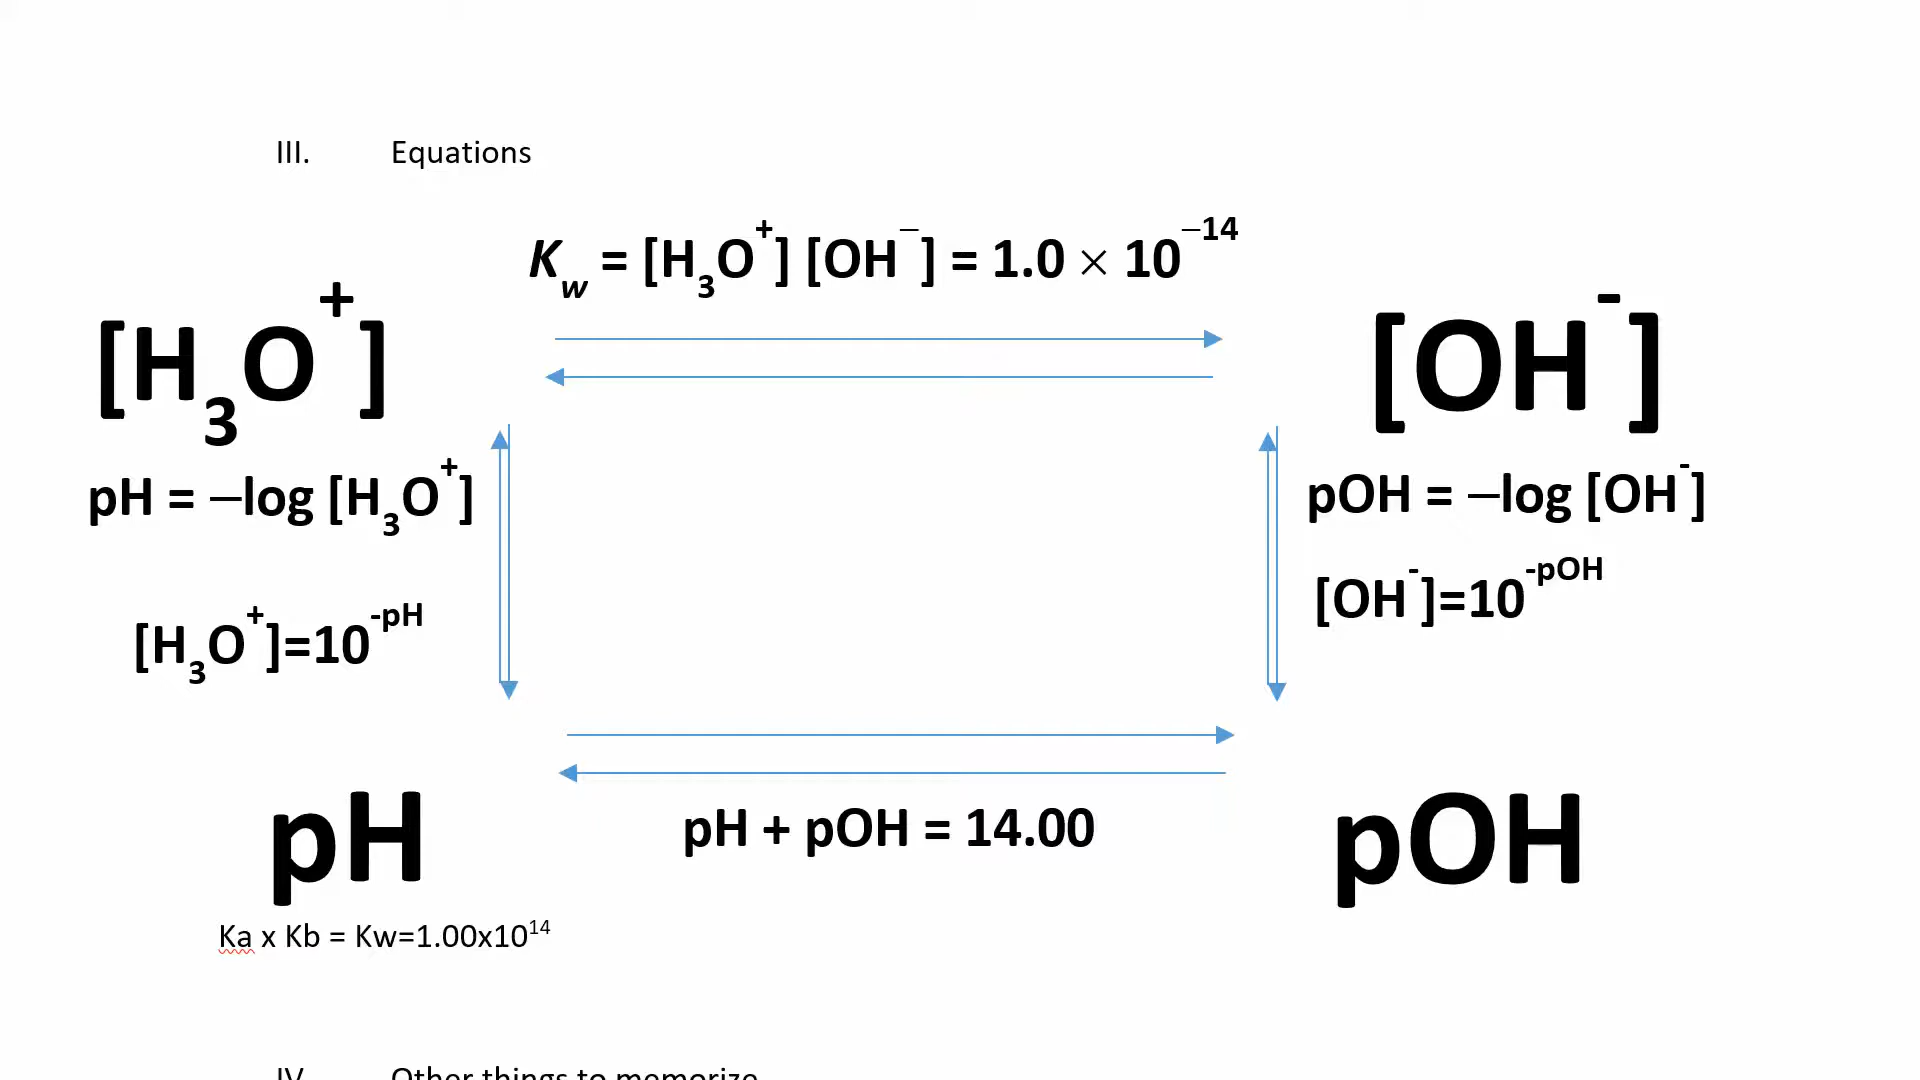 III. Equations
Kw = [H₃O⁺] [OH⁻] = 1.0 × 10⁻¹⁴
[H₃O⁺]
[OH⁻]
pH = –log [H₃O⁺]
pOH = –log [OH⁻]
[OH⁻]=10^-pOH
[H₃O⁺]=10^-pH
pH + pOH = 14.00
pH
pOH
Ka x Kb = Kw=1.00x10¹⁴
IV. Other things to memorize